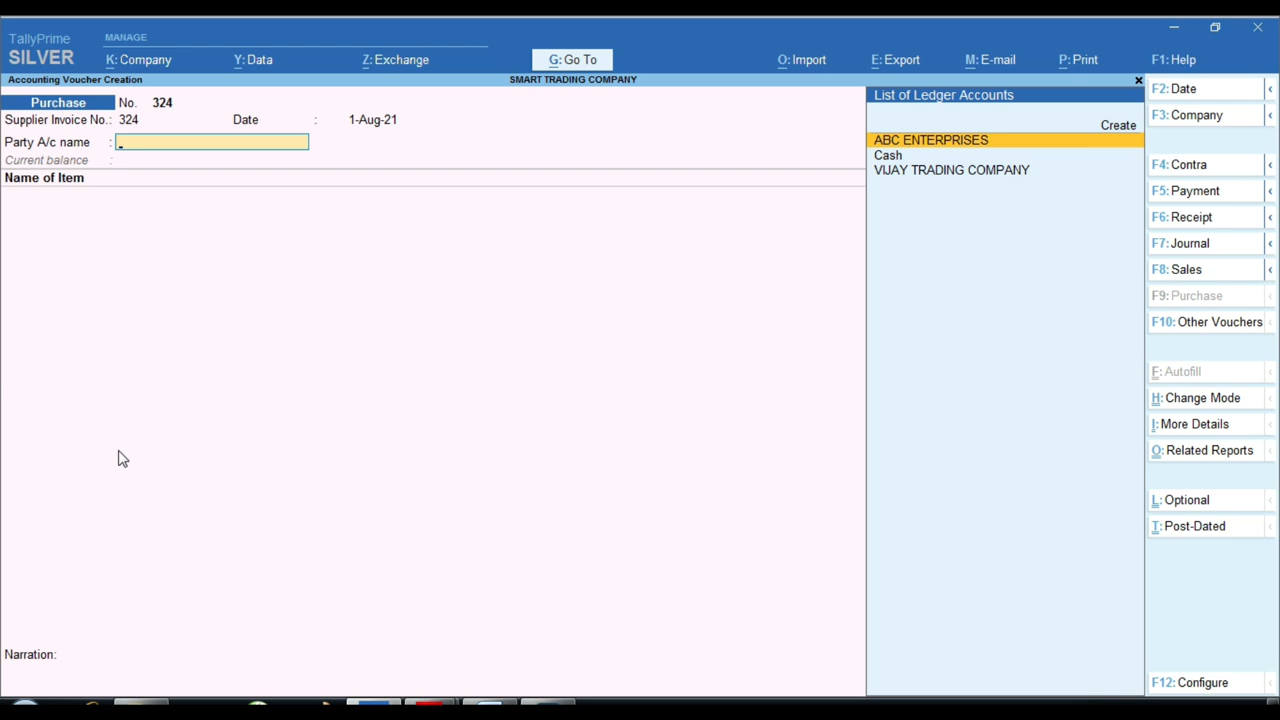 TallyPrime
SILVER
MANAGE
K: Company
Y: Data
Z: Exchange
G: Go To
O: Import
E: Export
M: E-mail
P: Print
F1: Help
Accounting Voucher Creation
SMART TRADING COMPANY
×
Purchase No. 324
Supplier Invoice No.: 324 Date : 1-Aug-21
Party A/c name :
Current balance :
Name of Item
Narration:
List of Ledger Accounts
Create
ABC ENTERPRISES
Cash
VIJAY TRADING COMPANY
F2: Date
F3: Company
F4: Contra
F5: Payment
F6: Receipt
F7: Journal
F8: Sales
F9: Purchase
F10: Other Vouchers
F: Autofill
H: Change Mode
I: More Details
O: Related Reports
L: Optional
T: Post-Dated
F12: Configure